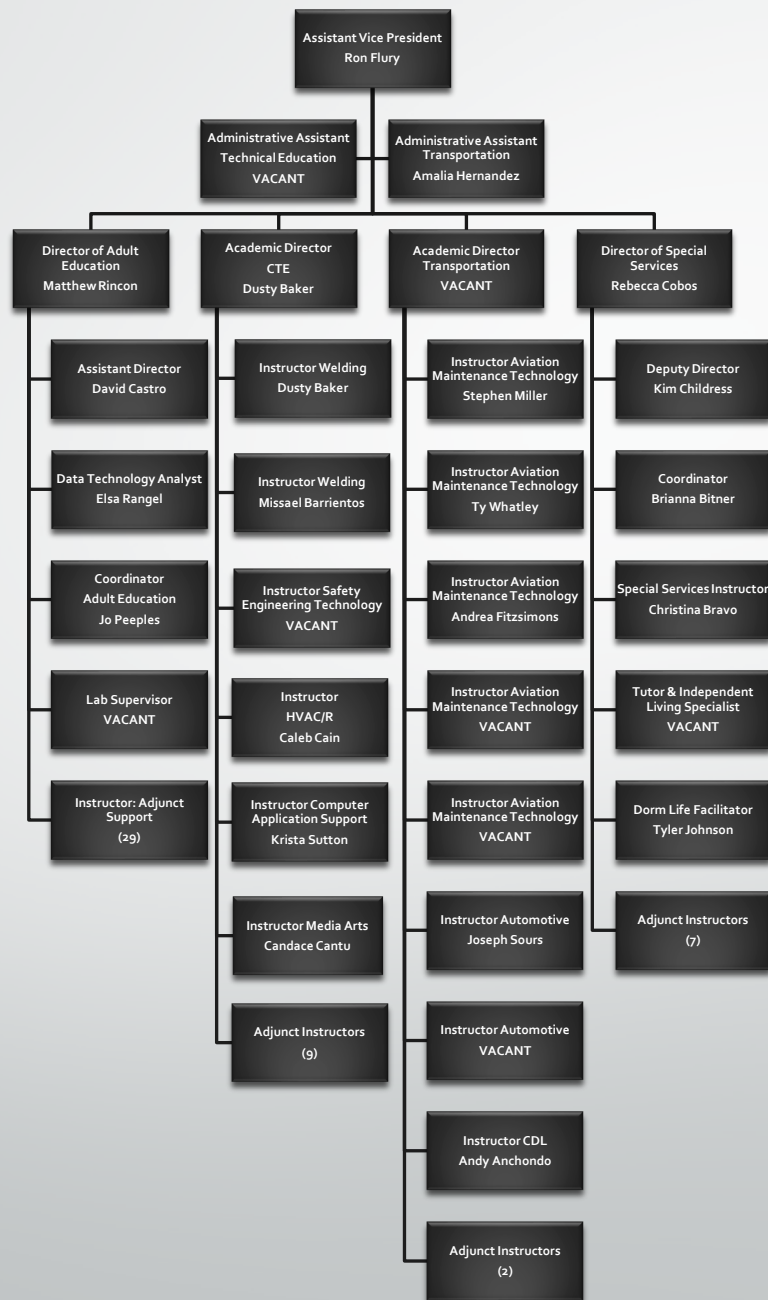 Assistant Vice President
Ron Flury
Administrative Assistant
Technical Education
VACANT
Administrative Assistant
Transportation
Amalia Hernandez
Director of Adult
Education
Matthew Rincon
Academic Director
CTE
Dusty Baker
Academic Director
Transportation
VACANT
Director of Special
Services
Rebecca Cobos
Assistant Director
David Castro
Data Technology Analyst
Elsa Rangel
Coordinator
Adult Education
Jo Peeples
Lab Supervisor
VACANT
Instructor: Adjunct
Support
(29)
Instructor Welding
Dusty Baker
Instructor Welding
Missael Barrientos
Instructor Safety
Engineering Technology
VACANT
Instructor
HVAC/R
Caleb Cain
Instructor Computer
Application Support
Krista Sutton
Instructor Media Arts
Candace Cantu
Adjunct Instructors
(9)
Instructor Aviation
Maintenance Technology
Stephen Miller
Instructor Aviation
Maintenance Technology
Ty Whatley
Instructor Aviation
Maintenance Technology
Andrea Fitzsimons
Instructor Aviation
Maintenance Technology
VACANT
Instructor Aviation
Maintenance Technology
VACANT
Instructor Automotive
Joseph Sours
Instructor Automotive
VACANT
Instructor CDL
Andy Anchondo
Adjunct Instructors
(2)
Deputy Director
Kim Childress
Coordinator
Brianna Bitner
Special Services Instructor
Christina Bravo
Tutor & Independent
Living Specialist
VACANT
Dorm Life Facilitator
Tyler Johnson
Adjunct Instructors
(7)